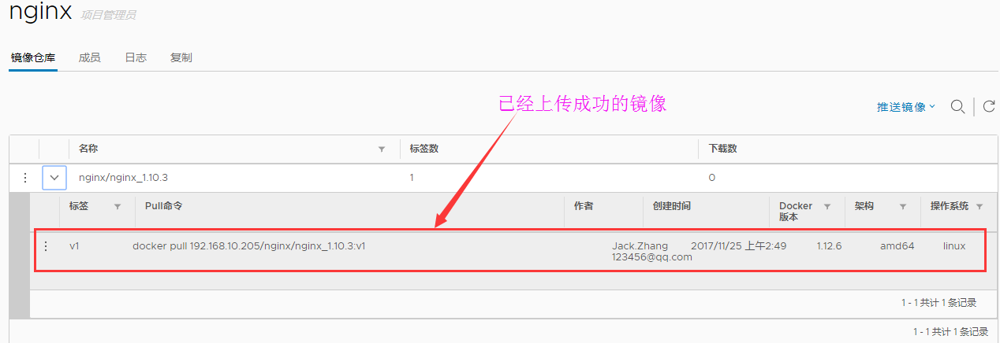 nginx 项目管理员
镜像仓库 成员 日志 复制
已经上传成功的镜像
推送镜像
名称 标签数 下载数
nginx/nginx_1.10.3 1 0
标签 Pull命令 作者 创建时间 Docker 版本 架构 操作系统
v1 docker pull 192.168.10.205/nginx/nginx_1.10.3:v1 Jack.Zhang 2017/11/25 上午2:49 1.12.6 amd64 linux
123456@qq.com
1 - 1 共计 1 条记录
1 - 1 共计 1 条记录